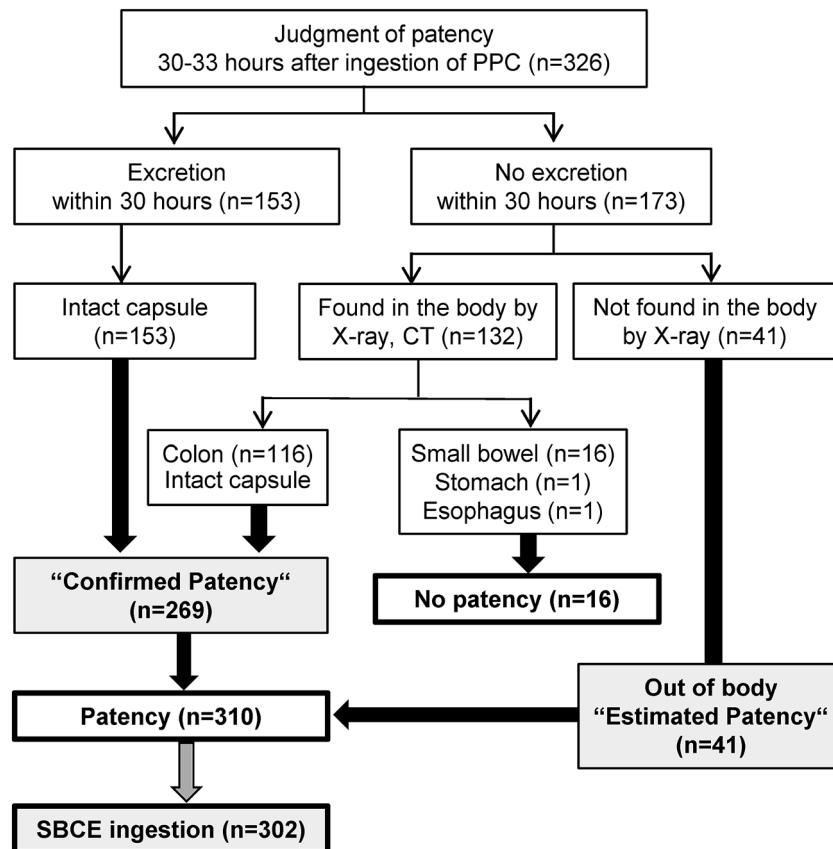 Judgment of patency
30-33 hours after ingestion of PPC (n=326)
Excretion
within 30 hours (n=153)
No excretion
within 30 hours (n=173)
Intact capsule
(n=153)
Found in the body by
X-ray, CT (n=132)
Not found in the body
by X-ray (n=41)
Colon (n=116)
Intact capsule
Small bowel (n=16)
Stomach (n=1)
Esophagus (n=1)
“Confirmed Patency“
(n=269)
No patency (n=16)
Out of body
“Estimated Patency“
(n=41)
Patency (n=310)
SBCE ingestion (n=302)